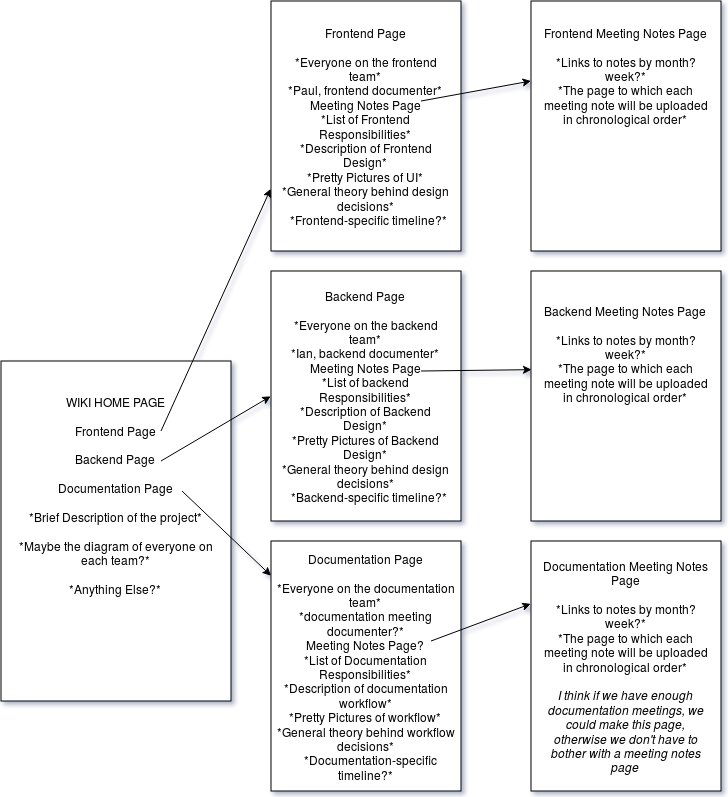 WIKI HOME PAGE
Frontend Page
Backend Page
Documentation Page
*Brief Description of the project*
*Maybe the diagram of everyone on
each team?*
*Anything Else?*
Frontend Page
*Everyone on the frontend
team*
*Paul, frontend documenter*
Meeting Notes Page
*List of Frontend
Responsibilities*
*Description of Frontend
Design*
*Pretty Pictures of UI*
*General theory behind design
decisions*
*Frontend-specific timeline?*
Frontend Meeting Notes Page
*Links to notes by month?
week?*
*The page to which each
meeting note will be uploaded
in chronological order*
Backend Page
*Everyone on the backend
team*
*Ian, backend documenter*
Meeting Notes Page
*List of backend
Responsibilities*
*Description of Backend
Design*
*Pretty Pictures of Backend
Design*
*General theory behind design
decisions*
*Backend-specific timeline?*
Backend Meeting Notes Page
*Links to notes by month?
week?*
*The page to which each
meeting note will be uploaded
in chronological order*
Documentation Page
*Everyone on the documentation
team*
*documentation meeting
documenter?*
Meeting Notes Page?
*List of Documentation
Responsibilities*
*Description of documentation
workflow*
*Pretty Pictures of workflow*
*General theory behind workflow
decisions*
*Documentation-specific
timeline?*
Documentation Meeting Notes
Page
*Links to notes by month?
week?*
*The page to which each
meeting note will be uploaded
in chronological order*
I think if we have enough
documentation meetings, we
could make this page,
otherwise we don't have to
bother with a meeting notes
page